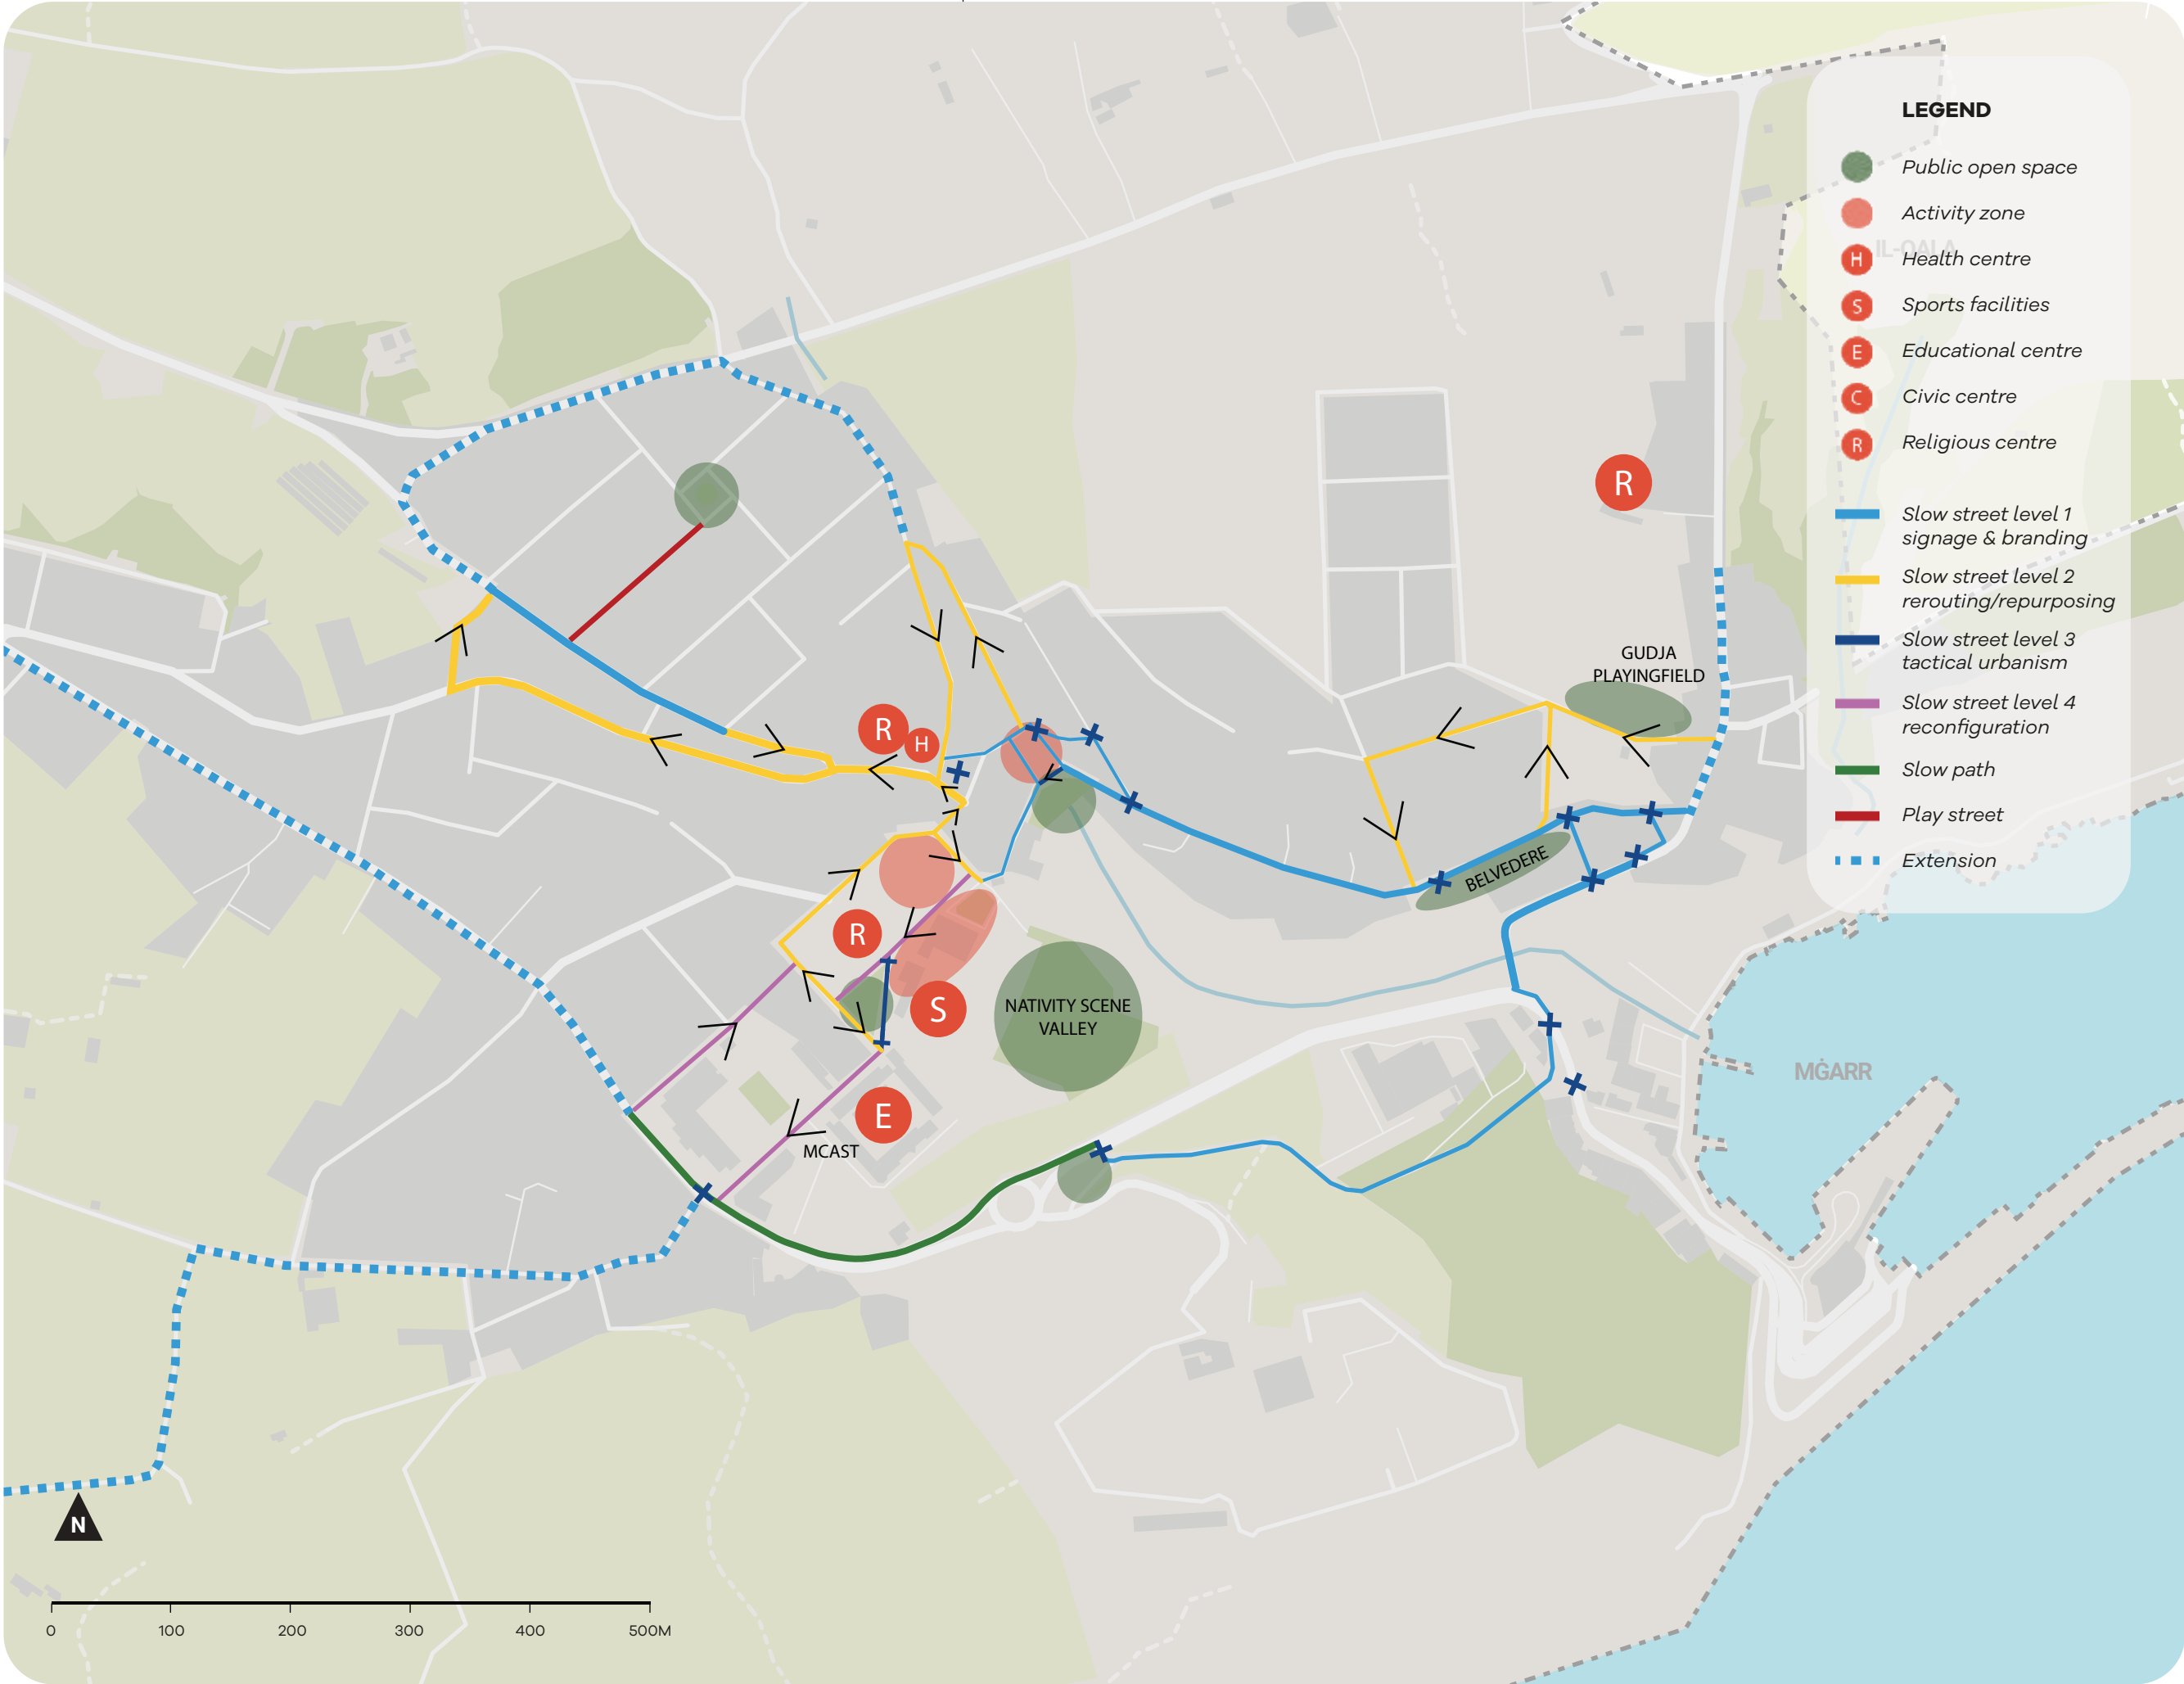 LEGEND
Public open space
Activity zone
IL-QALA
H Health centre
S Sports facilities
E Educational centre
C Civic centre
R Religious centre
Slow street level 1
signage & branding
Slow street level 2
rerouting/repurposing
Slow street level 3
tactical urbanism
Slow street level 4
reconfiguration
Slow path
Play street
Extension
R
GUDJA
PLAYINGFIELD
R
H
BELVEDERE
R
S
NATIVITY SCENE
VALLEY
MĠARR
E
MCAST
N
0 100 200 300 400 500M